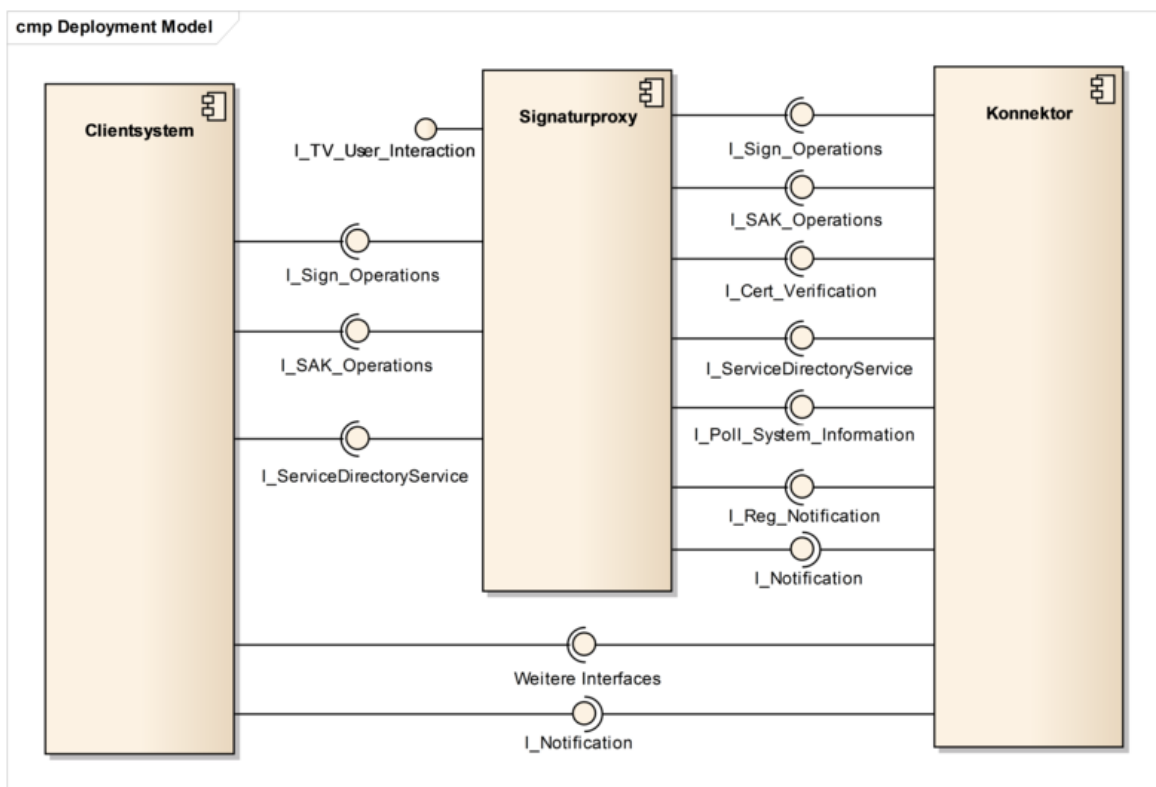 cmp Deployment Model
Clientsystem
Signaturproxy
Konnektor
I_TV_User_Interaction
I_Sign_Operations
I_SAK_Operations
I_ServiceDirectoryService
I_Sign_Operations
I_SAK_Operations
I_Cert_Verification
I_ServiceDirectoryService
I_Poll_System_Information
I_Reg_Notification
I_Notification
Weitere Interfaces
I_Notification